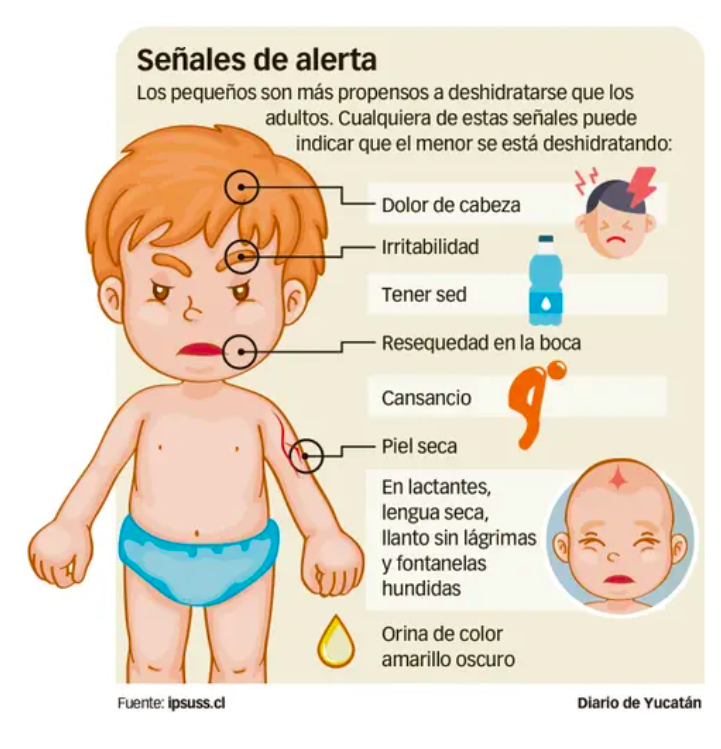 Señales de alerta
Los pequeños son más propensos a deshidratarse que los
adultos. Cualquiera de estas señales puede
indicar que el menor se está deshidratando:
Dolor de cabeza
Irritabilidad
Tener sed
Resequedad en la boca
Cansancio
Piel seca
En lactantes,
lengua seca,
llanto sin lágrimas
y fontanelas
hundidas
Orina de color
amarillo oscuro
Fuente: ipsuss.cl
Diario de Yucatán